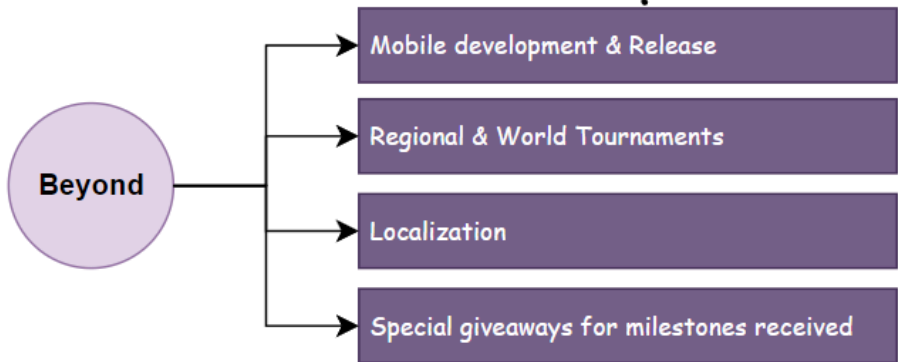 Mobile development & Release
Regional & World Tournaments
Beyond
Localization
Special giveaways for milestones received